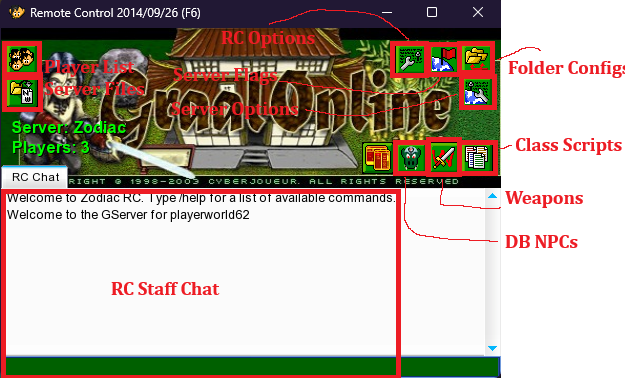 Remote Control 2014/09/26 (F6)
RC Options
Player List
Server Flags
Folder Configs
Server Files
Server Options
GraalOnline
Server: Zodiac
Players: 3
Class Scripts
RC Chat
RIGHT © 1998-2003 CYBERJOUEUR. ALL RIGHTS RESERVED
Welcome to Zodiac RC. Type /help for a list of available commands.
Weapons
Welcome to the GServer for playerworld62
DB NPCs
RC Staff Chat